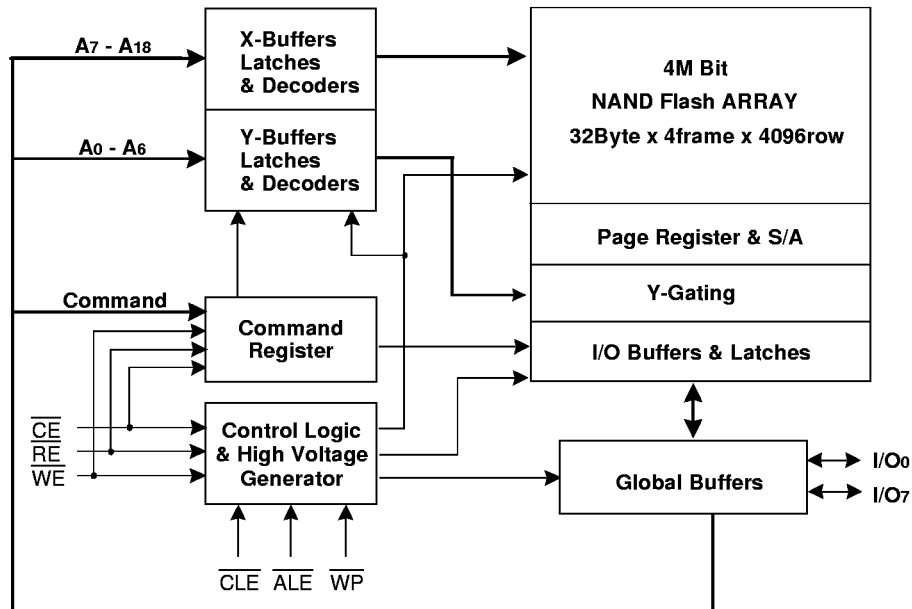 A7 - A18
X-Buffers
Latches
& Decoders
4M Bit
NAND Flash ARRAY
32Byte x 4frame x 4096row
A0 - A6
Y-Buffers
Latches
& Decoders
Page Register & S/A
Y-Gating
Command
Command
Register
I/O Buffers & Latches
CE
RE
WE
Control Logic
& High Voltage
Generator
Global Buffers
I/O0
I/O7
CLE
ALE
WP